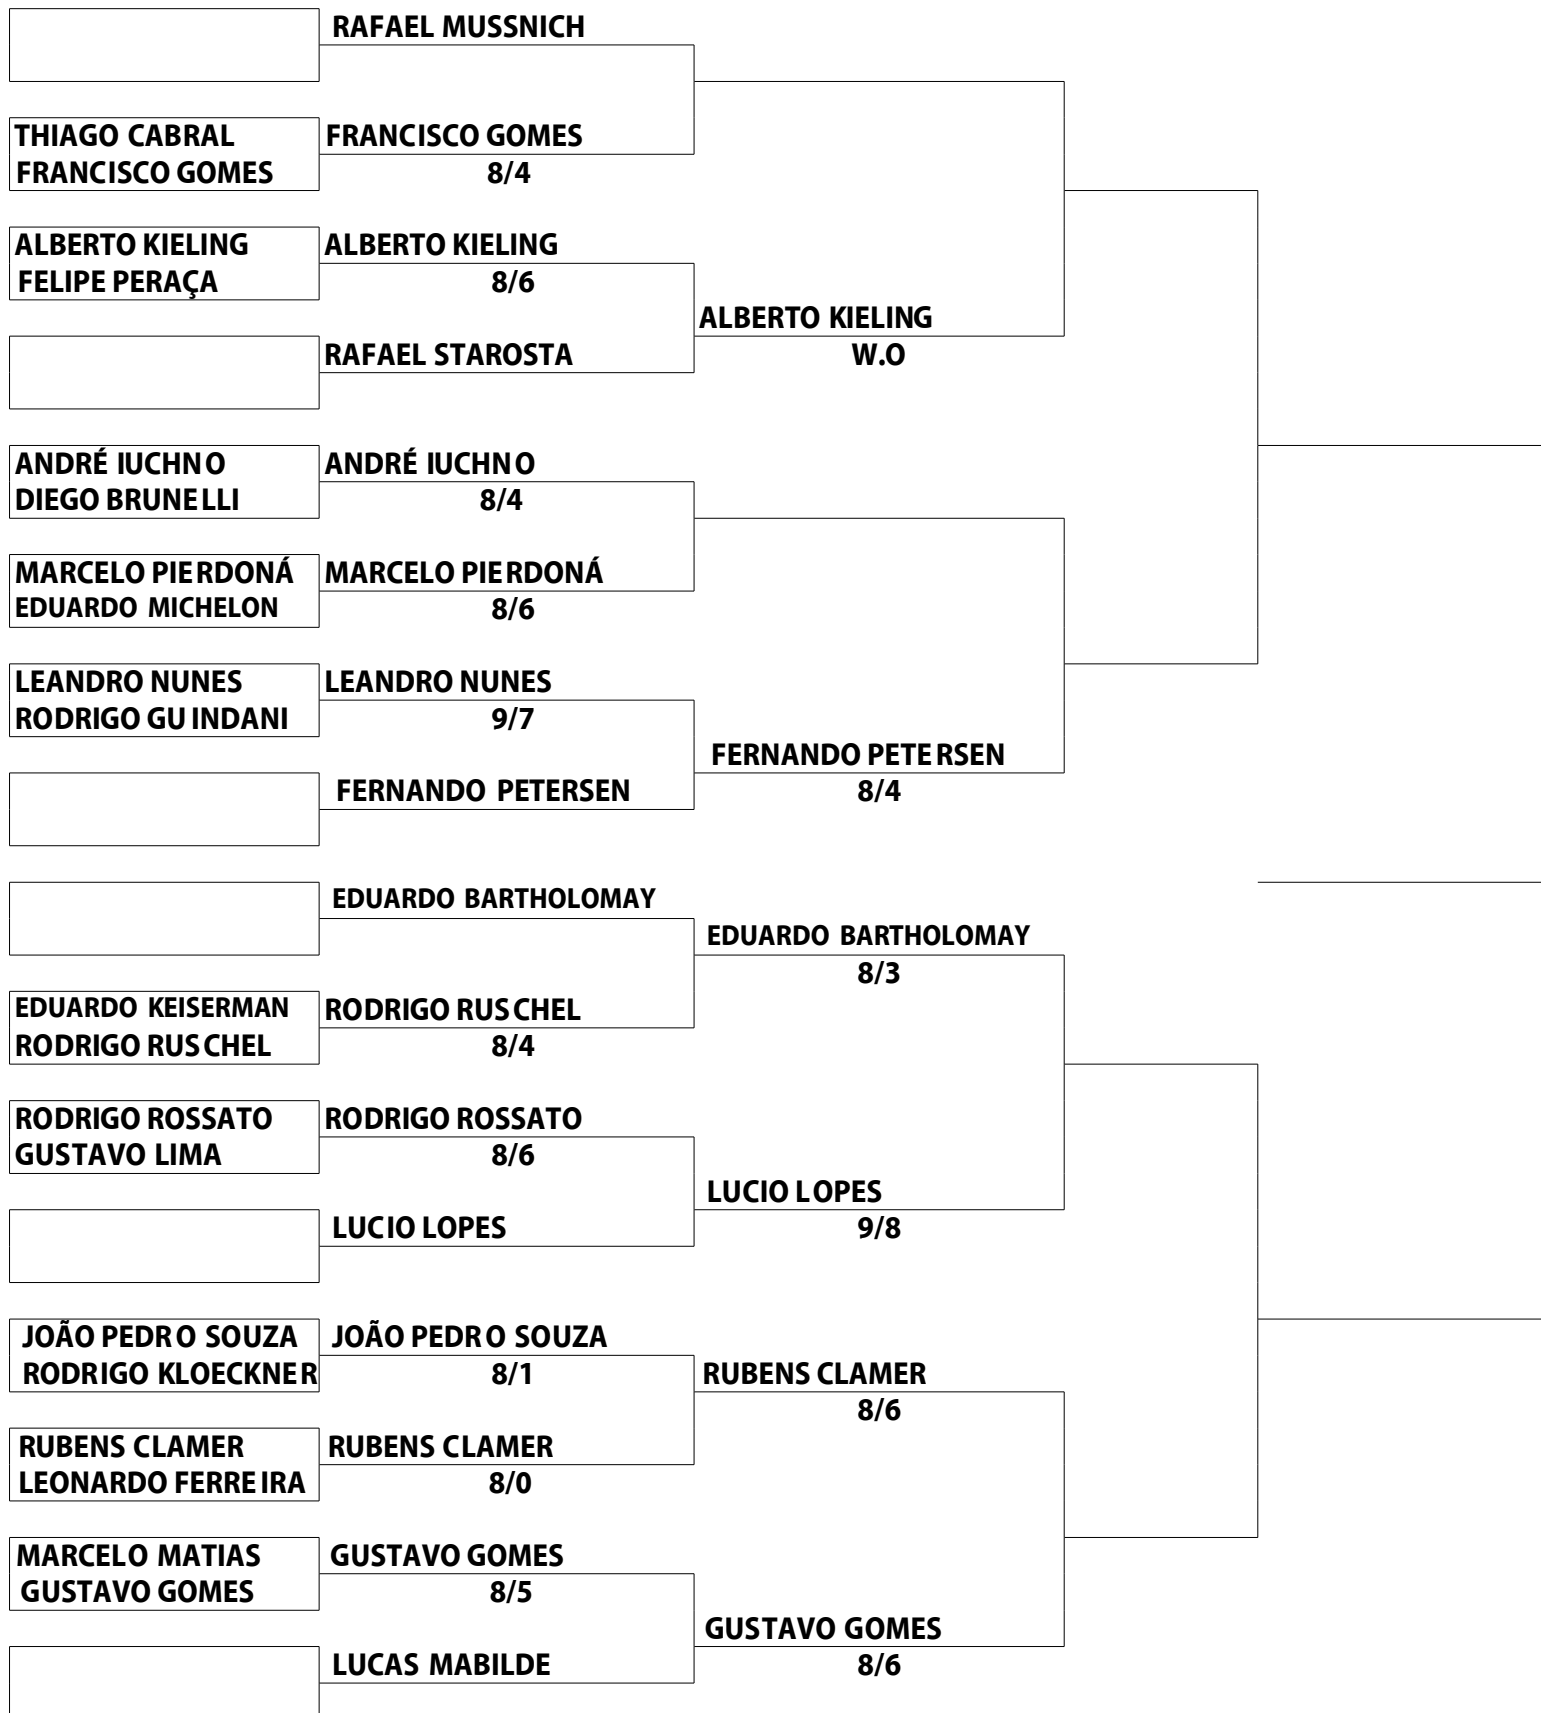 RAFAEL MUSSNICH
THIAGO CABRAL
FRANCISCO GOMES
FRANCISCO GOMES
8/4
ALBERTO KIELING
FELIPE PERAÇA
ALBERTO KIELING
8/6
ALBERTO KIELING
W.O
RAFAEL STAROSTA
ANDRÉ IUCHNO
DIEGO BRUNELLI
ANDRÉ IUCHNO
8/4
MARCELO PIERDONÁ
EDUARDO MICHELON
MARCELO PIERDONÁ
8/6
LEANDRO NUNES
RODRIGO GUINDANI
LEANDRO NUNES
9/7
FERNANDO PETERSEN
8/4
FERNANDO PETERSEN
EDUARDO BARTHOLOMAY
EDUARDO BARTHOLOMAY
8/3
EDUARDO KEISERMAN
RODRIGO RUSCHEL
RODRIGO RUSCHEL
8/4
RODRIGO ROSSATO
GUSTAVO LIMA
RODRIGO ROSSATO
8/6
LUCIO LOPES
9/8
LUCIO LOPES
JOÃO PEDRO SOUZA
RODRIGO KLOECKNER
JOÃO PEDRO SOUZA
8/1
RUBENS CLAMER
8/6
RUBENS CLAMER
LEONARDO FERREIRA
RUBENS CLAMER
8/0
MARCELO MATIAS
GUSTAVO GOMES
GUSTAVO GOMES
8/5
GUSTAVO GOMES
8/6
LUCAS MABILDE